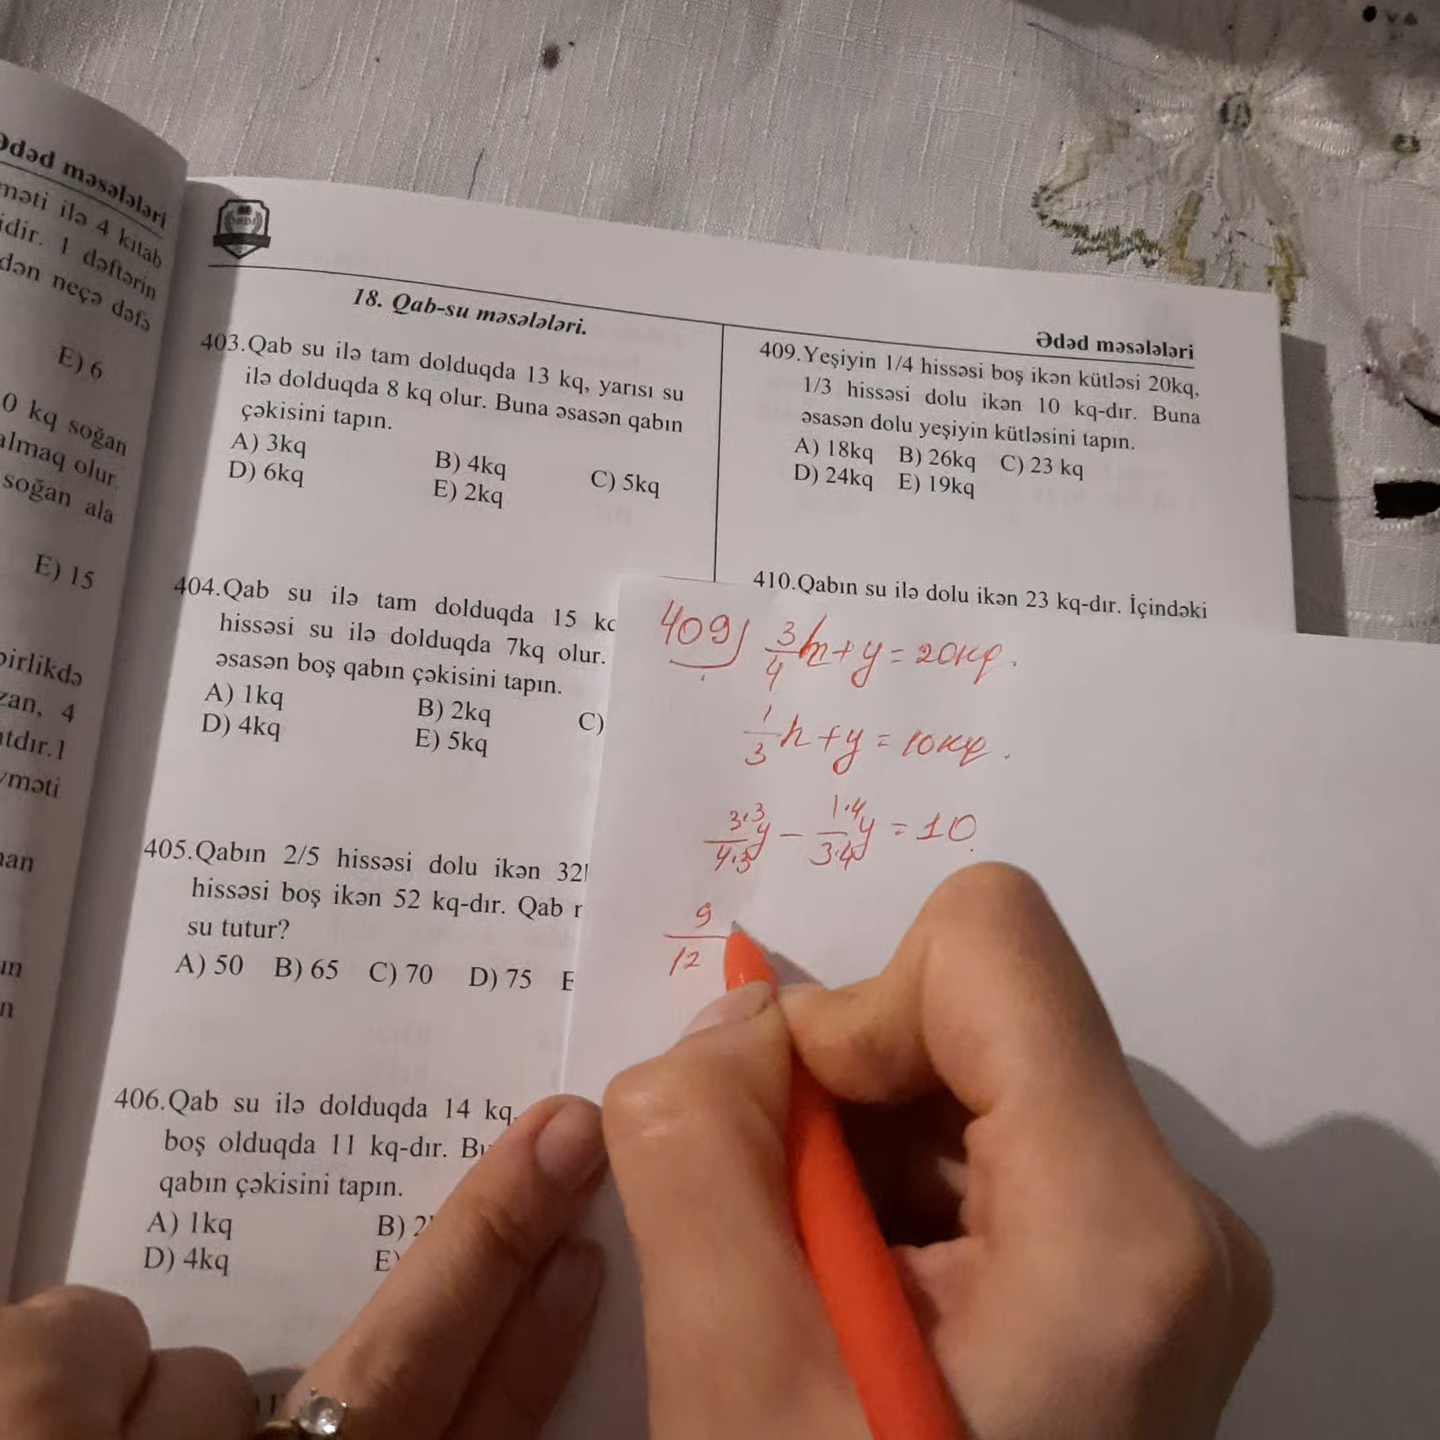 Ədəd məsələləri
məti ilə 4 kitab
idir. 1 dəftərin
dən neçə dəfə
E) 6
0 kq soğan
almaq olur.
soğan ala
E) 15
birlikdə
zan, 4
tdır.1
yməti
18. Qab-su məsələləri.
403.Qab su ilə tam dolduqda 13 kq, yarısı su
ilə dolduqda 8 kq olur. Buna əsasən qabın
çəkisini tapın.
A) 3kq B) 4kq C) 5kq
D) 6kq E) 2kq
404.Qab su ilə tam dolduqda 15 kq
hissəsi su ilə dolduqda 7kq olur.
əsasən boş qabın çəkisini tapın.
A) 1kq B) 2kq C)
D) 4kq E) 5kq
405.Qabın 2/5 hissəsi dolu ikən 32
hissəsi boş ikən 52 kq-dır. Qab
su tutur?
A) 50 B) 65 C) 70 D) 75 E
406.Qab su ilə dolduqda 14 kq,
boş olduqda 11 kq-dır. Bu
qabın çəkisini tapın.
A) 1kq B) 2
D) 4kq E)
Ədəd məsələləri
409.Yeşiyin 1/4 hissəsi boş ikən kütləsi 20kq,
1/3 hissəsi dolu ikən 10 kq-dır. Buna
əsasən dolu yeşiyin kütləsini tapın.
A) 18kq B) 26kq C) 23 kq
D) 24kq E) 19kq
410.Qabın su ilə dolu ikən 23 kq-dır. İçindəki
409) 3/4 h+y=20kq.
1/3 h+y=10kq.
3·3/4·3 y - 1·4/3·4 y = 10
9/12